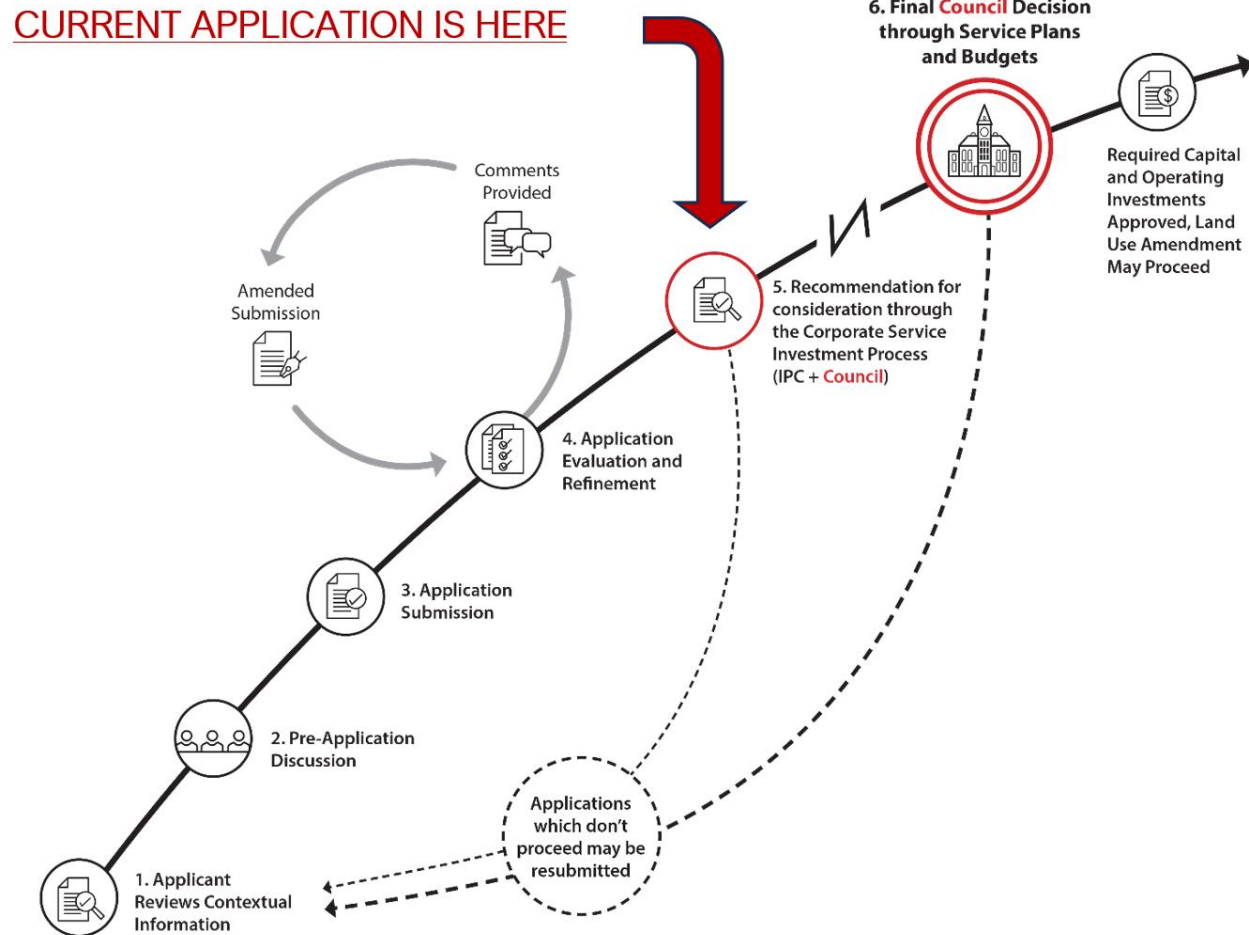 CURRENT APPLICATION IS HERE
6. Final Council Decision
through Service Plans
and Budgets
Required Capital
and Operating
Investments
Approved, Land
Use Amendment
May Proceed
Comments
Provided
Amended
Submission
5. Recommendation for
consideration through
the Corporate Service
Investment Process
(IPC + Council)
4. Application
Evaluation and
Refinement
3. Application
Submission
2. Pre-Application
Discussion
Applications
which don't
proceed may be
resubmitted
1. Applicant
Reviews Contextual
Information
$